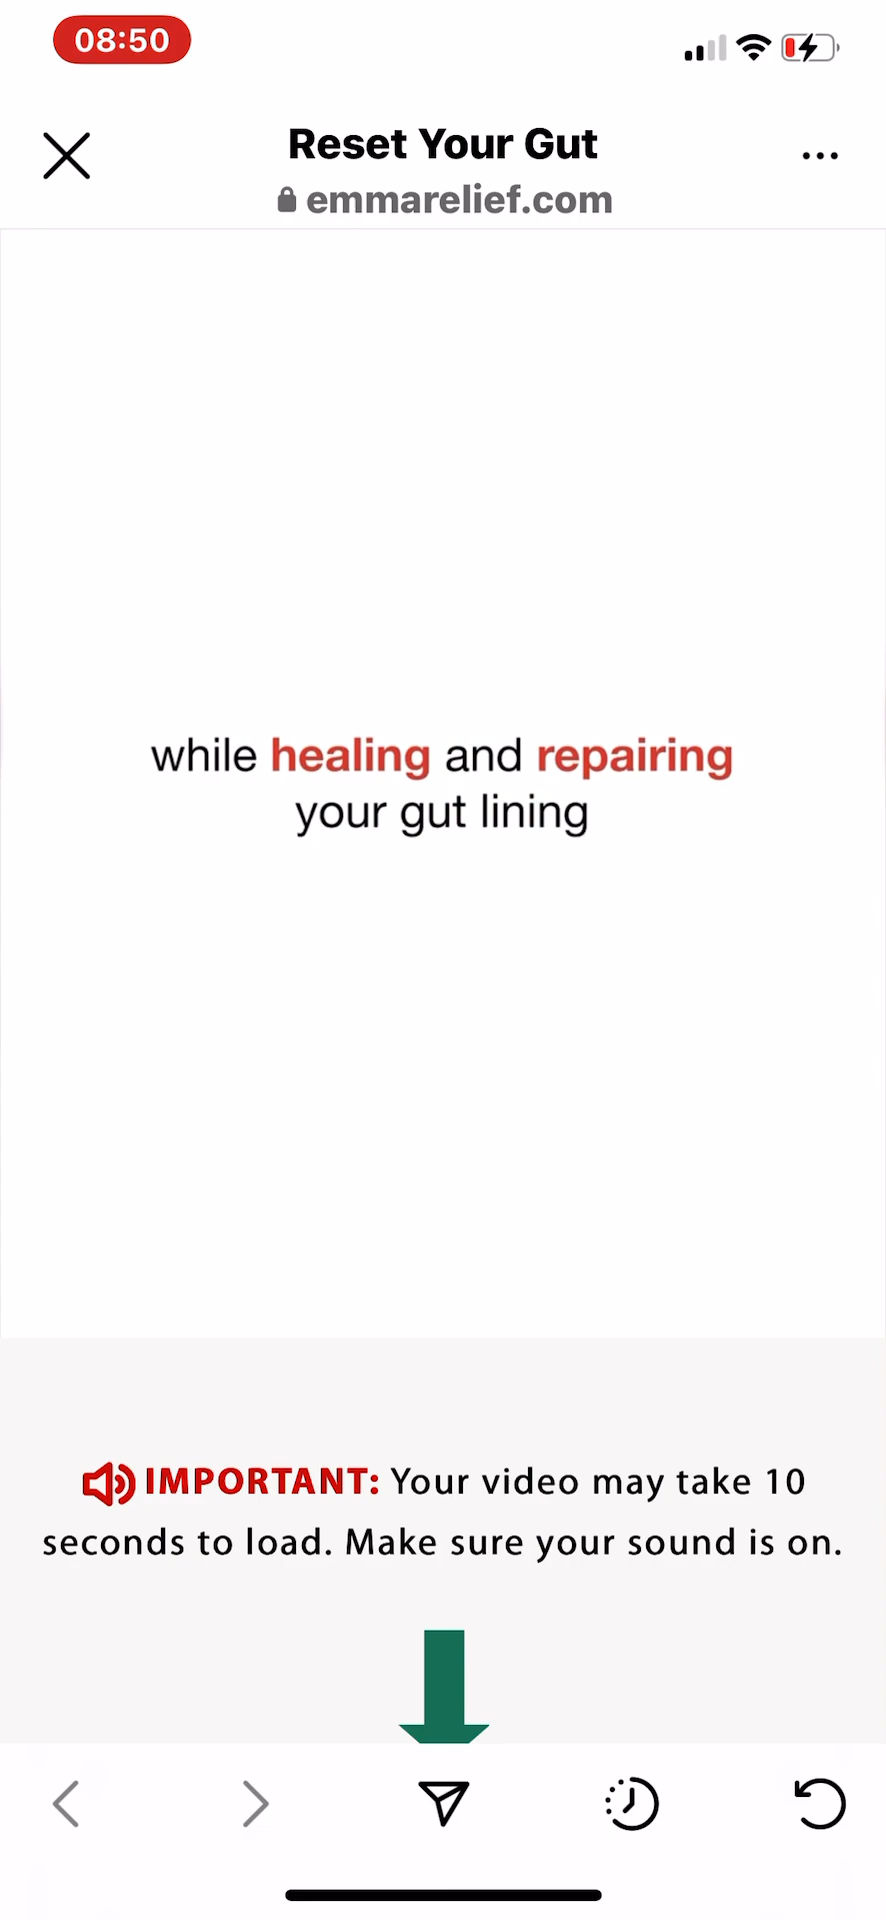 08:50
Reset Your Gut
emmarelief.com
while healing and repairing
your gut lining
IMPORTANT: Your video may take 10
seconds to load. Make sure your sound is on.